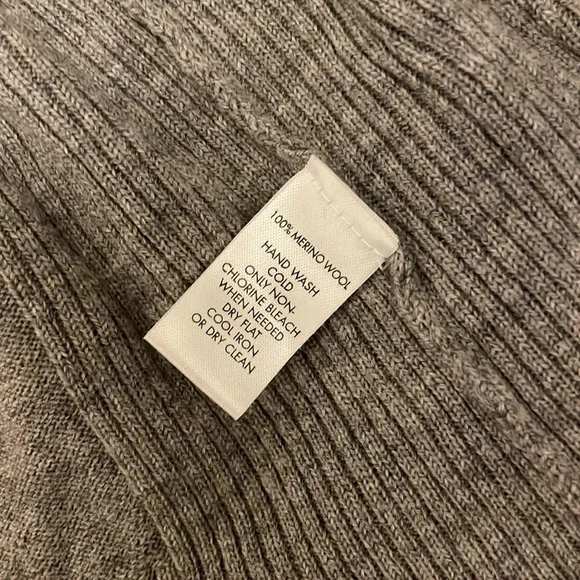 100% MERINO WOOL
HAND WASH
COLD
ONLY NON-
CHLORINE BLEACH
WHEN NEEDED
DRY FLAT
COOL IRON
OR DRY CLEAN